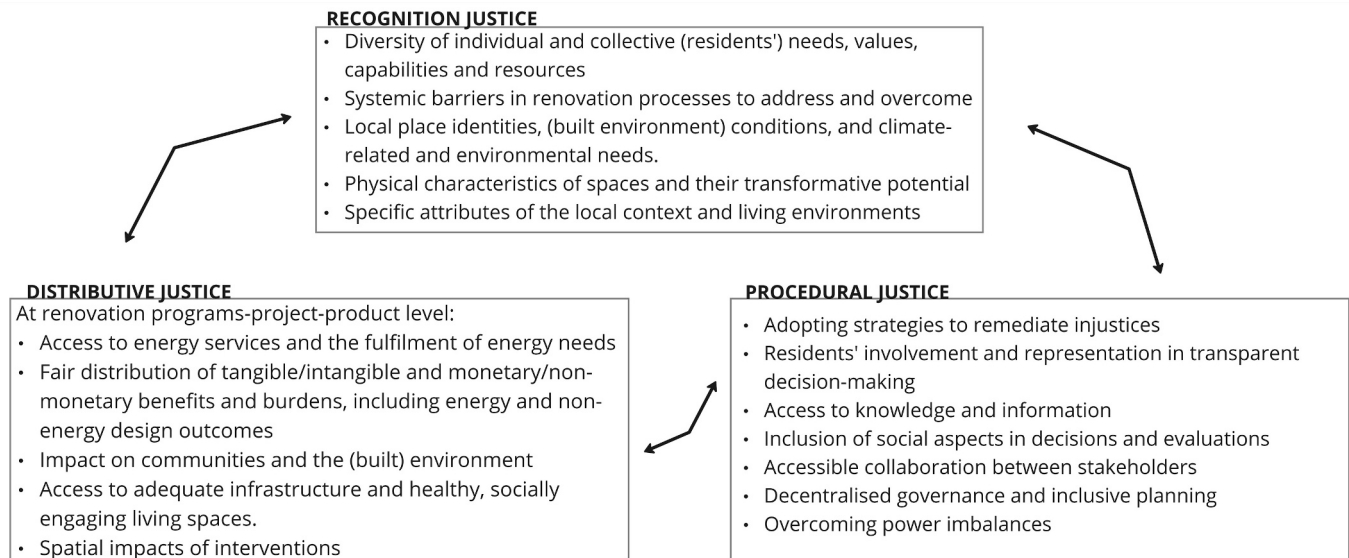 RECOGNITION JUSTICE
• Diversity of individual and collective (residents') needs, values,
capabilities and resources
• Systemic barriers in renovation processes to address and overcome
• Local place identities, (built environment) conditions, and climate-
related and environmental needs.
• Physical characteristics of spaces and their transformative potential
• Specific attributes of the local context and living environments
DISTRIBUTIVE JUSTICE
At renovation programs-project-product level:
• Access to energy services and the fulfilment of energy needs
• Fair distribution of tangible/intangible and monetary/non-
monetary benefits and burdens, including energy and non-
energy design outcomes
• Impact on communities and the (built) environment
• Access to adequate infrastructure and healthy, socially
engaging living spaces.
• Spatial impacts of interventions
PROCEDURAL JUSTICE
• Adopting strategies to remediate injustices
• Residents' involvement and representation in transparent
decision-making
• Access to knowledge and information
• Inclusion of social aspects in decisions and evaluations
• Accessible collaboration between stakeholders
• Decentralised governance and inclusive planning
• Overcoming power imbalances